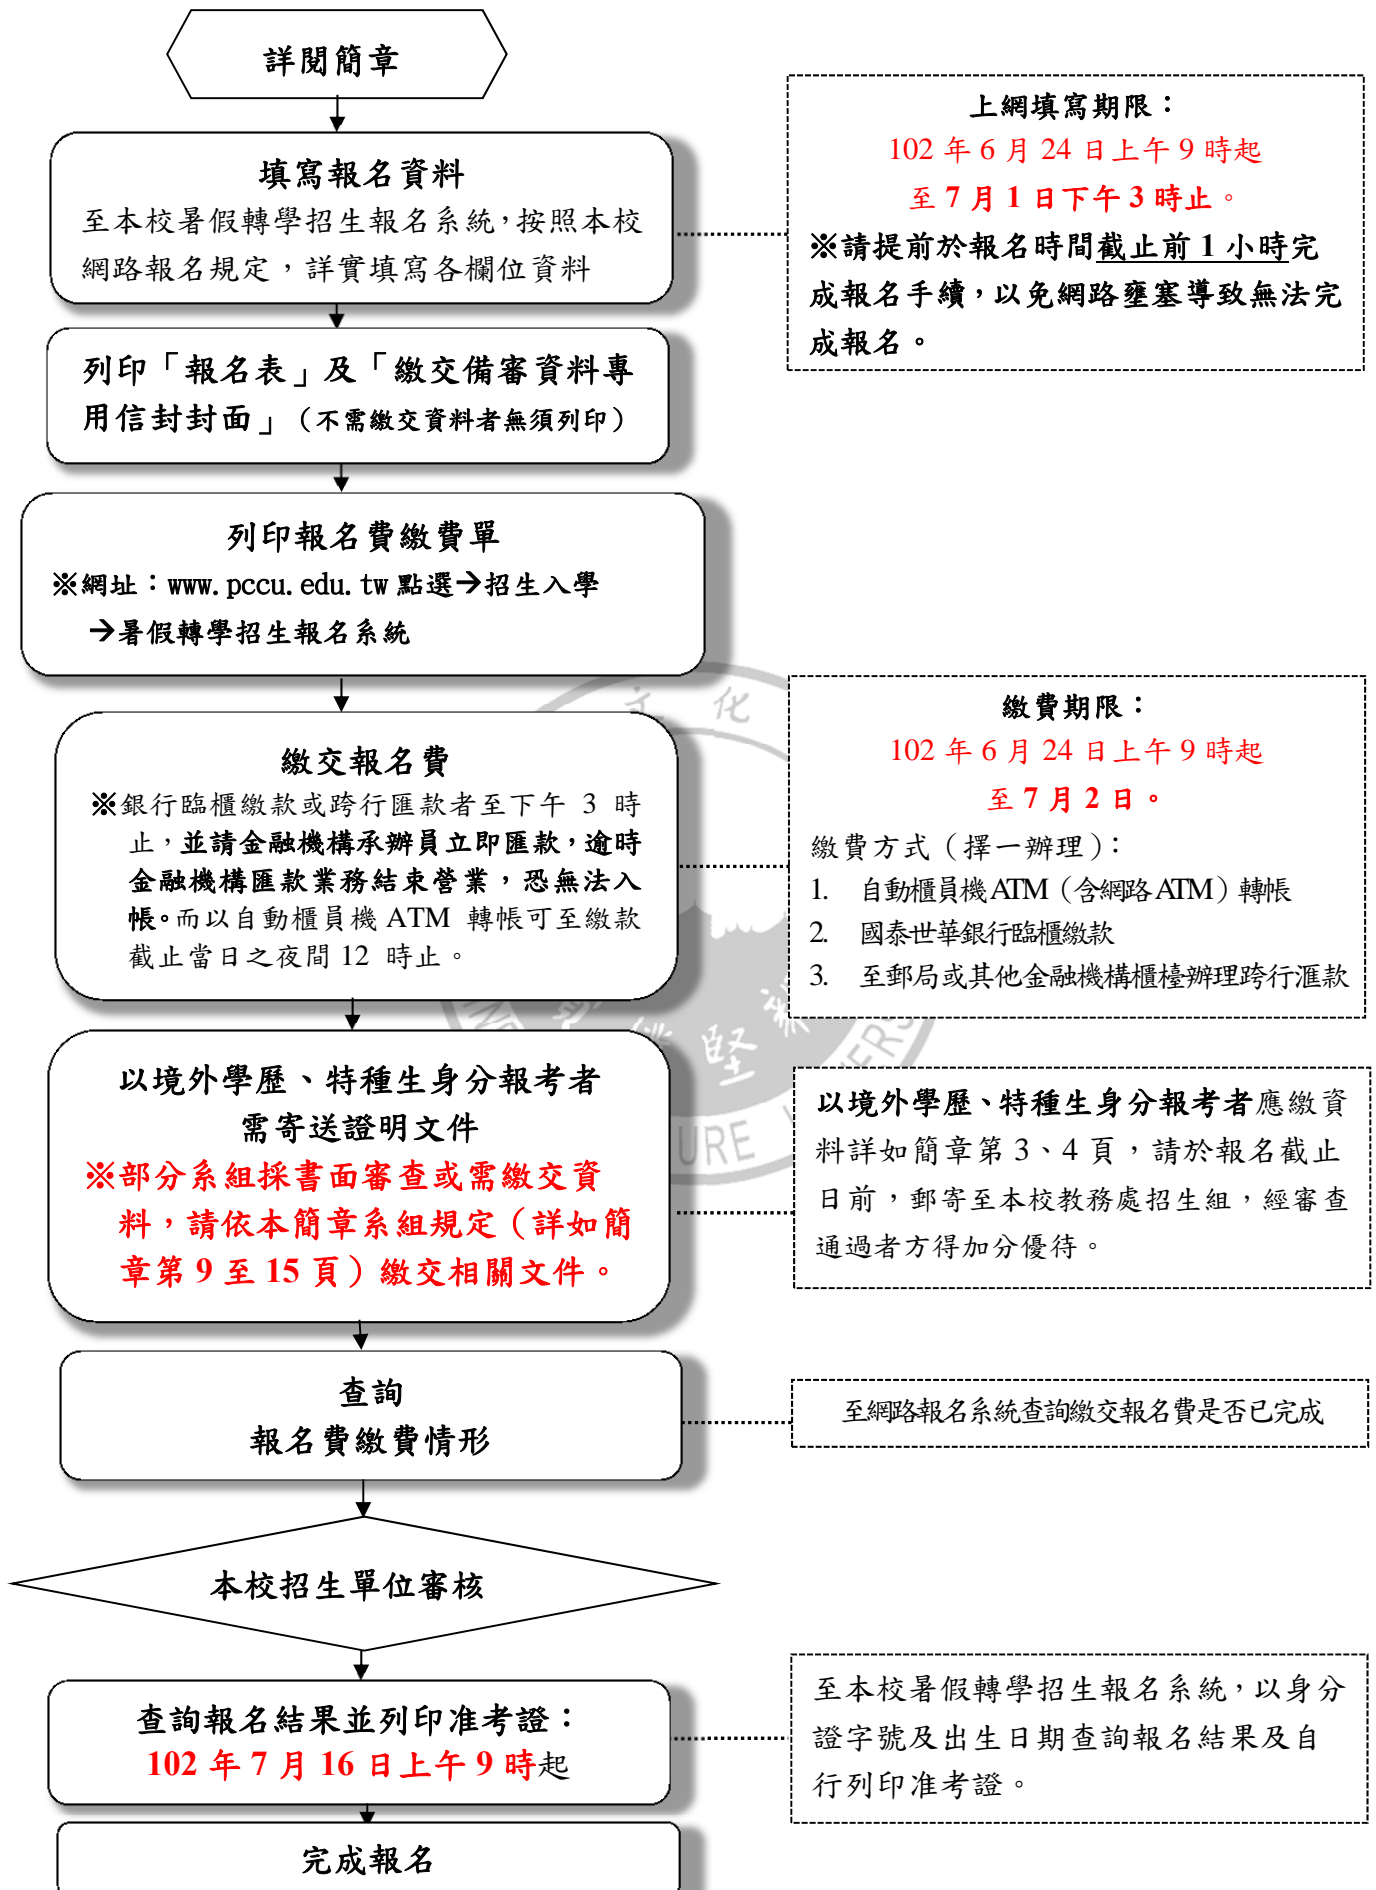 詳閱簡章
填寫報名資料
至本校暑假轉學招生報名系統，按照本校
網路報名規定，詳實填寫各欄位資料
上網填寫期限：
102 年 6 月 24 日上午 9 時起
至 7 月 1 日下午 3 時止。
※請提前於報名時間截止前 1 小時完
成報名手續，以免網路壅塞導致無法完
成報名。
列印「報名表」及「繳交備審資料專
用信封封面」（不需繳交資料者無須列印）
列印報名費繳費單
※網址：www.pccu.edu.tw 點選→招生入學
→暑假轉學招生報名系統
繳交報名費
※銀行臨櫃繳款或跨行匯款者至下午 3 時
止，並請金融機構承辦員立即匯款，逾時
金融機構匯款業務結束營業，恐無法入
帳。而以自動櫃員機 ATM 轉帳可至繳款
截止當日之夜間 12 時止。
繳費期限：
102 年 6 月 24 日上午 9 時起
至 7 月 2 日。
繳費方式（擇一辦理）：
1. 自動櫃員機 ATM（含網路 ATM）轉帳
2. 國泰世華銀行臨櫃繳款
3. 至郵局或其他金融機構櫃檯辦理跨行滙款
以境外學歷、特種生身分報考者
需寄送證明文件
※部分系組採書面審查或需繳交資
料，請依本簡章系組規定（詳如簡
章第 9 至 15 頁）繳交相關文件。
以境外學歷、特種生身分報考者應繳資
料詳如簡章第 3、4 頁，請於報名截止
日前，郵寄至本校教務處招生組，經審查
通過者方得加分優待。
查詢
報名費繳費情形
至網路報名系統查詢繳交報名費是否已完成
本校招生單位審核
查詢報名結果並列印准考證：
102 年 7 月 16 日上午 9 時起
至本校暑假轉學招生報名系統，以身分
證字號及出生日期查詢報名結果及自
行列印准考證。
完成報名